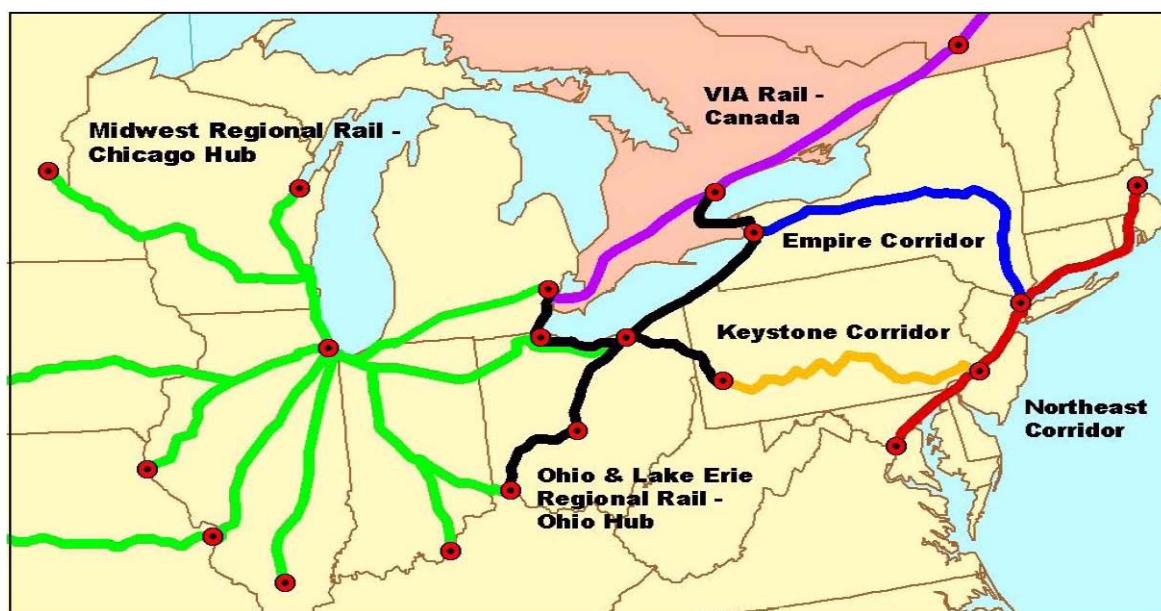 Midwest Regional Rail -
Chicago Hub
VIA Rail -
Canada
Empire Corridor
Keystone Corridor
Northeast
Corridor
Ohio & Lake Erie
Regional Rail -
Ohio Hub